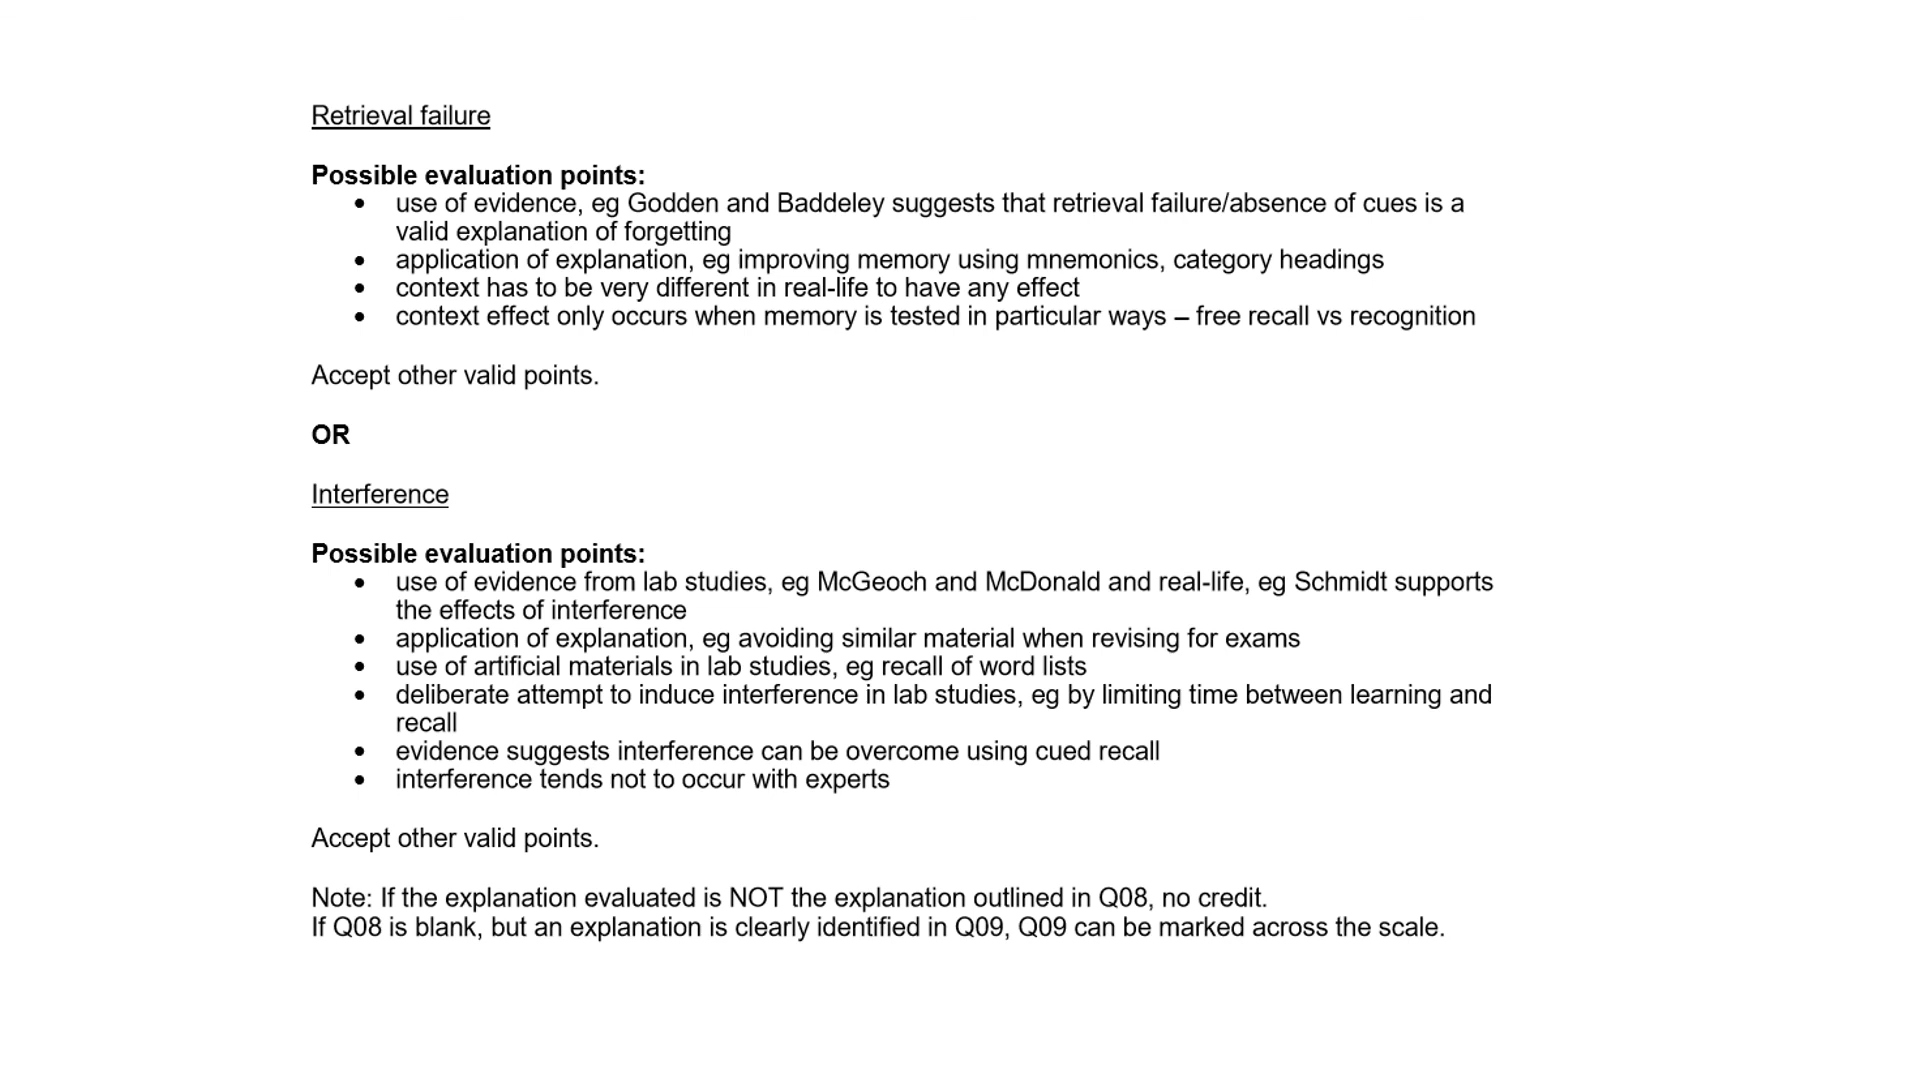 Retrieval failure
Possible evaluation points:
• use of evidence, eg Godden and Baddeley suggests that retrieval failure/absence of cues is a
valid explanation of forgetting
• application of explanation, eg improving memory using mnemonics, category headings
• context has to be very different in real-life to have any effect
• context effect only occurs when memory is tested in particular ways – free recall vs recognition
Accept other valid points.
OR
Interference
Possible evaluation points:
• use of evidence from lab studies, eg McGeoch and McDonald and real-life, eg Schmidt supports
the effects of interference
• application of explanation, eg avoiding similar material when revising for exams
• use of artificial materials in lab studies, eg recall of word lists
• deliberate attempt to induce interference in lab studies, eg by limiting time between learning and
recall
• evidence suggests interference can be overcome using cued recall
• interference tends not to occur with experts
Accept other valid points.
Note: If the explanation evaluated is NOT the explanation outlined in Q08, no credit.
If Q08 is blank, but an explanation is clearly identified in Q09, Q09 can be marked across the scale.